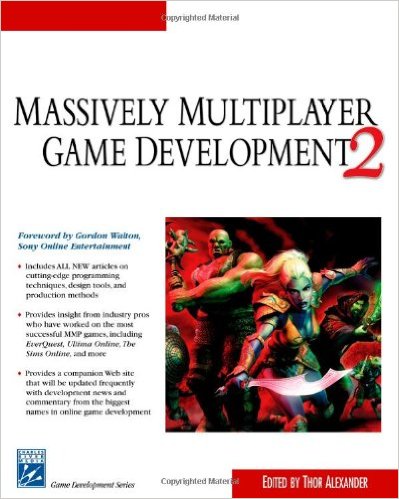 Copyrighted Material
MASSIVELY MULTIPLAYER
GAME DEVELOPMENT 2
Foreword by Gordon Walton,
Sony Online Entertainment
Includes ALL NEW articles on
cutting-edge programming
techniques, design tools, and
production methods
Provides insight from industry pros
who have worked on the most
successful MMP games, including
EverQuest, Ultima Online, The
Sims Online, and more
Provides a companion Web site
that will be updated frequently
with development news and
commentary from the biggest
names in online game development
CHARLES
RIVER
MEDIA
Game Development Series
EDITED BY THOR ALEXANDER
Copyrighted Material